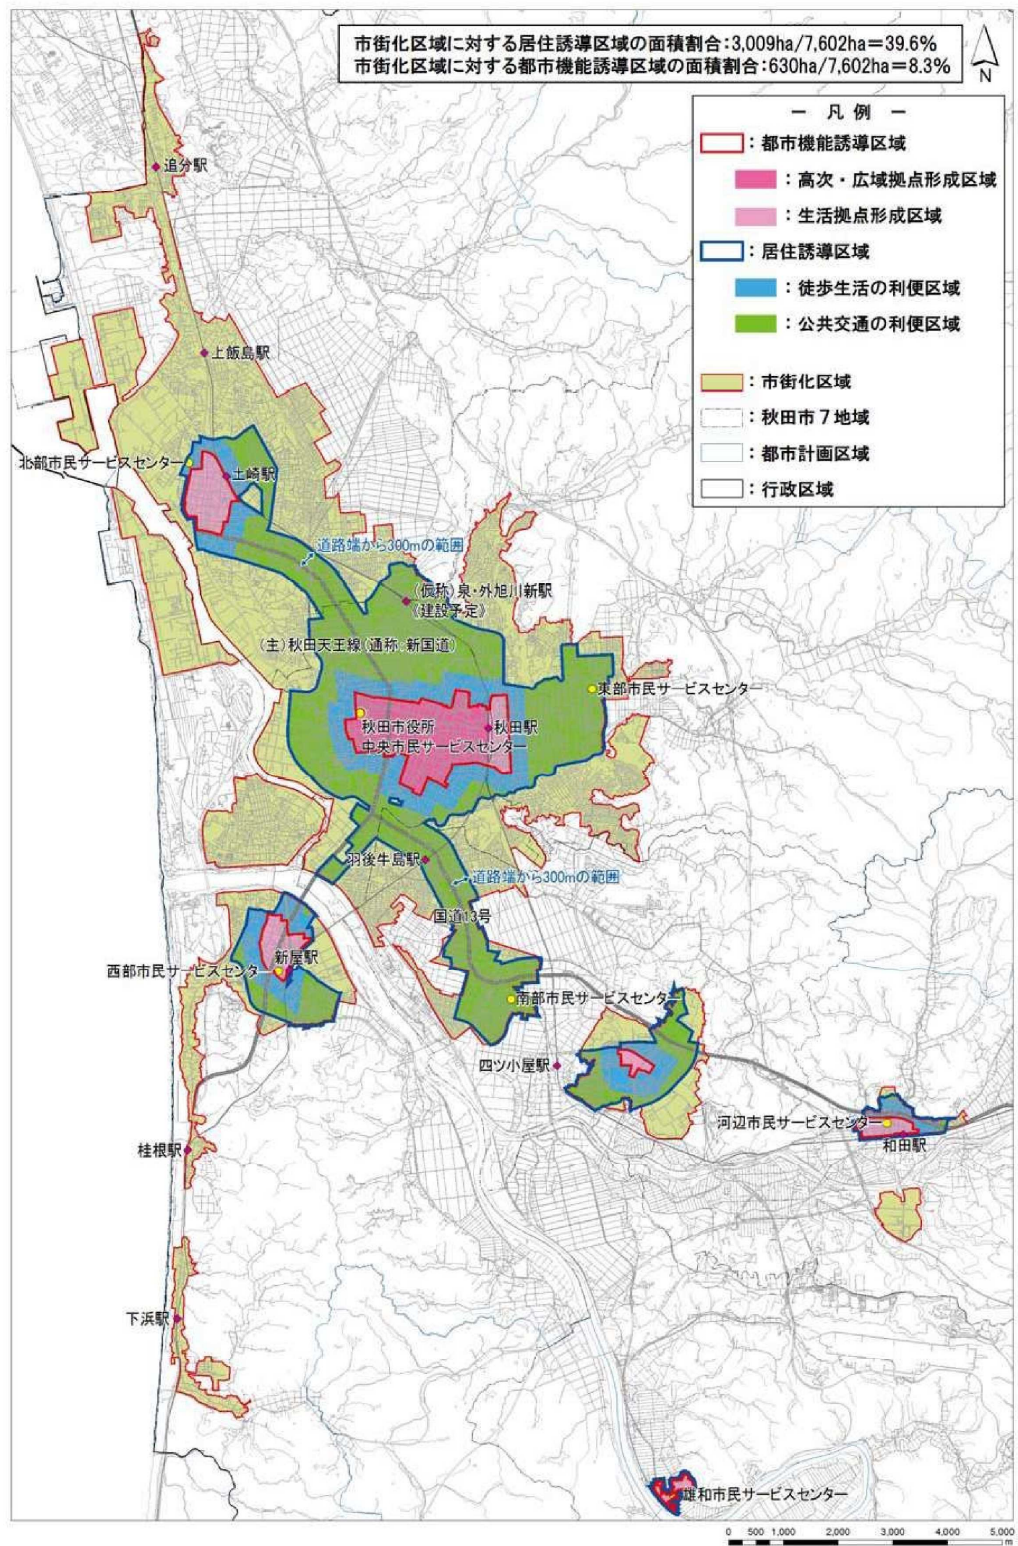 市街化区域に対する居住誘導区域の面積割合：3,009ha/7,602ha＝39.6%
市街化区域に対する都市機能誘導区域の面積割合：630ha/7,602ha＝8.3%
N
― 凡 例 ―
：都市機能誘導区域
：高次・広域拠点形成区域
：生活拠点形成区域
：居住誘導区域
：徒歩生活の利便区域
：公共交通の利便区域
：市街化区域
：秋田市７地域
：都市計画区域
：行政区域
追分駅
上飯島駅
北部市民サービスセンター
土崎駅
道路端から300mの範囲
(仮称)泉・外旭川新駅
《建設予定》
(主)秋田天王線(通称：新国道)
東部市民サービスセンター
秋田市役所
秋田駅
中央市民サービスセンター
羽後牛島駅
道路端から300mの範囲
国道13号
新屋駅
西部市民サービスセンター
南部市民サービスセンター
四ツ小屋駅
河辺市民サービスセンター
和田駅
桂根駅
下浜駅
雄和市民サービスセンター
0 500 1,000 2,000 3,000 4,000 5,000
m